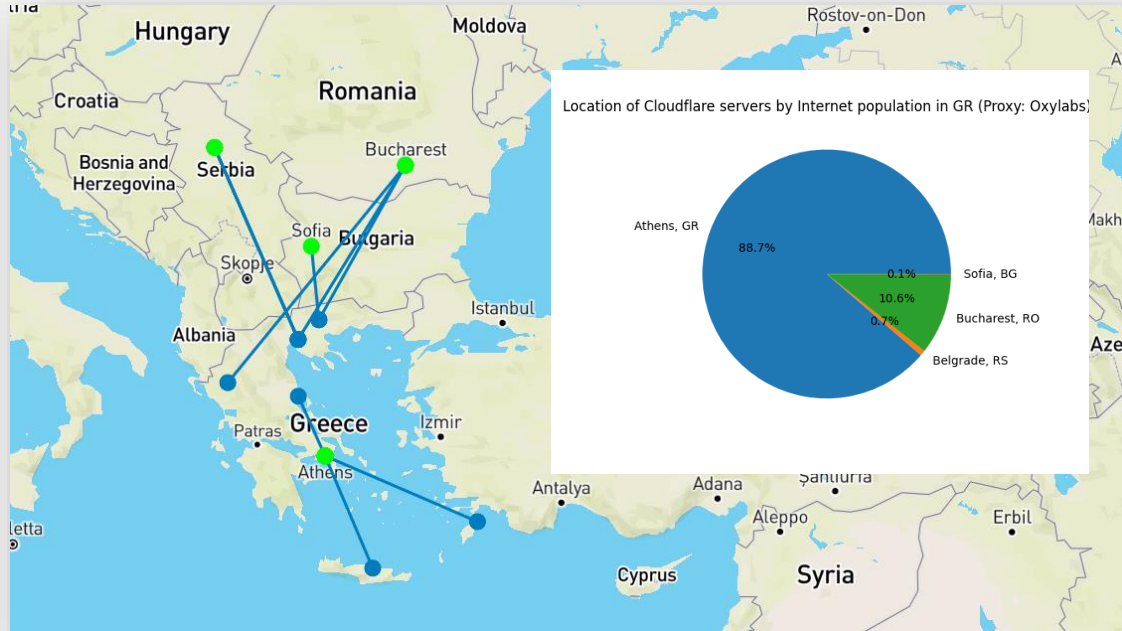 Hungary
Moldova
Rostov-on-Don
Croatia
Romania
Location of Cloudflare servers by Internet population in GR (Proxy: Oxylabs)
Bosnia and
Herzegovina
Serbia
Bucharest
Athens, GR
88.7%
Sofia
Bulgaria
Skopje
0.1%
Sofia, BG
10.6%
Bucharest, RO
0.7%
Belgrade, RS
Istanbul
Albania
Greece
Patras
Izmir
Athens
Antalya
Adana
Şanlıurfa
Aleppo
Erbil
Cyprus
Syria